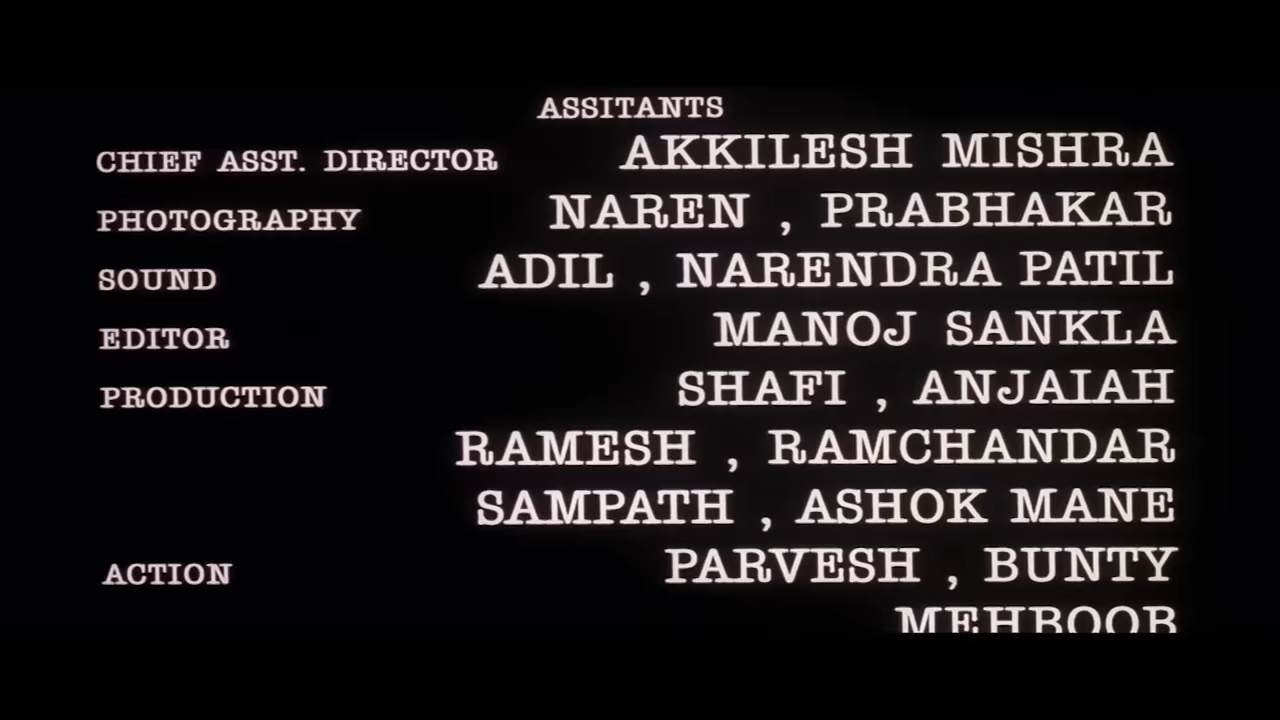 ASSITANTS
CHIEF ASST. DIRECTOR AKKILESH MISHRA
PHOTOGRAPHY NAREN , PRABHAKAR
SOUND ADIL , NARENDRA PATIL
EDITOR MANOJ SANKLA
PRODUCTION SHAFI , ANJAIAH
RAMESH , RAMCHANDAR
SAMPATH , ASHOK MANE
ACTION PARVESH , BUNTY
MEHBOOB